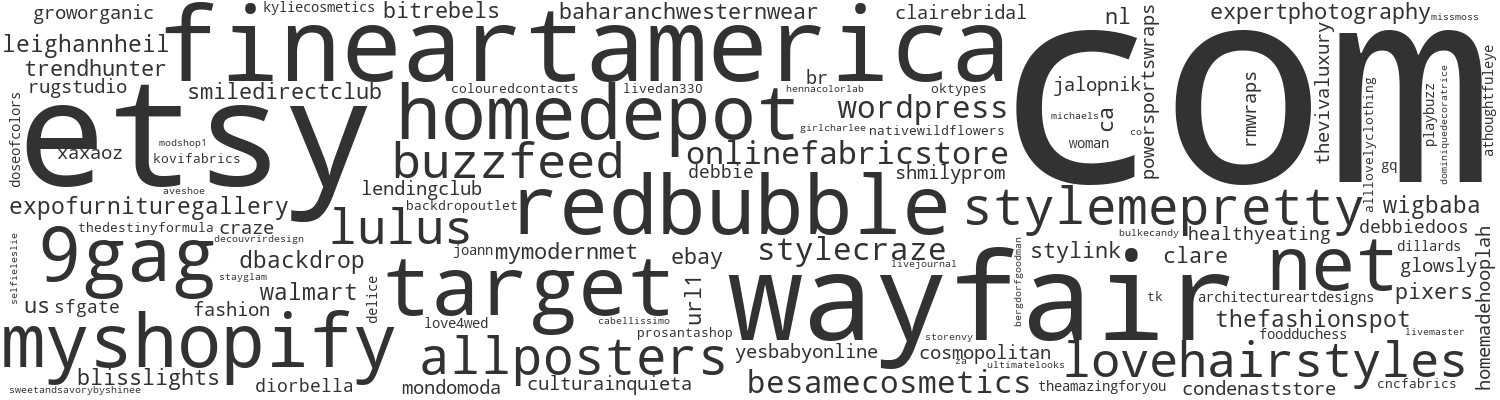 groworganic
kyliecosmetics
bitrebels
baharanchwesternwear
clairebridal
nl
expertphotography
missmoss
leighannheil
fineartamerica
com
trendhunter
rugstudio
smiledirectclub
colouredcontacts
livedan330
br
hennacolorlab
oktypes
jalopnik
powersportswraps
rmwraps
thevivaluxury
alllovelyclothing
playbuzz
dominiquedecoratrice
athoughtfuleye
doseofcolors
etsy
homedepot
wordpress
michaels
ca
co
woman
gq
xaxaoz
modshop1
kovifabrics
girlcharlee
nativewildflowers
buzzfeed
onlinefabricstore
debbie
shmilyprom
aveshoe
lendingclub
backdropoutlet
redbubble
stylemepretty
wigbaba
expofurnituregallery
thedestinyformula
craze
decouvrirdesign
lulus
debbiedoos
bulkecandy
healthyeating
9gag
joann
mymodernmet
stylecraze
stylink
clare
net
dillards
dbackdrop
ebay
livejournal
bergdorfgoodman
glowsly
selfieleslie
stayglam
walmart
target
wayfair
pixers
us
sfgate
fashion
delice
url1
tk
architectureartdesigns
homemadehooplah
myshopify
love4wed
cabellissimo
prosantashop
thefashionspot
foodduchess
livemaster
storenvy
allposters
yesbabyonline
cosmopolitan
za
ultimatelooks
lovehairstyles
blisslights
sweetandsavorybyshinee
diorbella
mondomoda
culturainquieta
besamecosmetics
theamazingforyou
condenaststore
cncfabrics